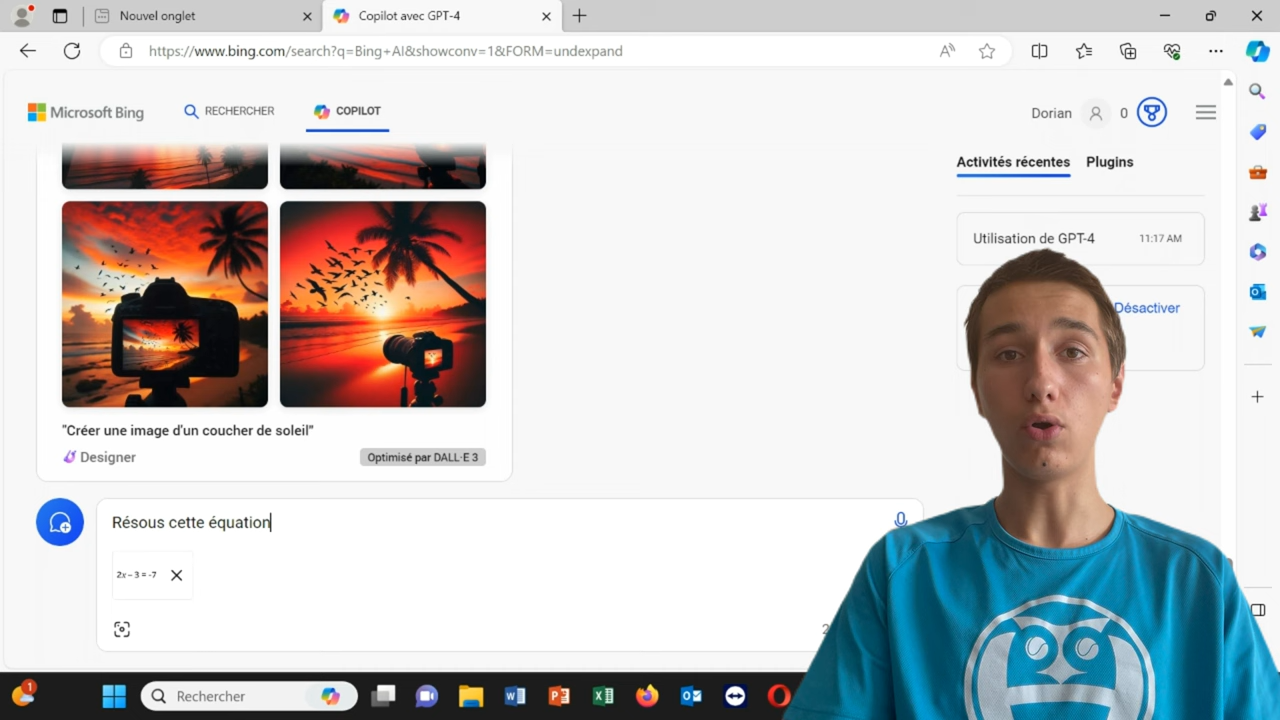 Nouvel onglet
Copilot avec GPT-4
https://www.bing.com/search?q=Bing+AI&showconv=1&FORM=undexpand
Microsoft Bing
RECHERCHER
COPILOT
Dorian
0
Activités récentes
Plugins
Utilisation de GPT-4
11:17 AM
Désactiver
"Créer une image d'un coucher de soleil"
Designer
Optimisé par DALL·E 3
Résous cette équation
2x – 3 = -7
1
Rechercher